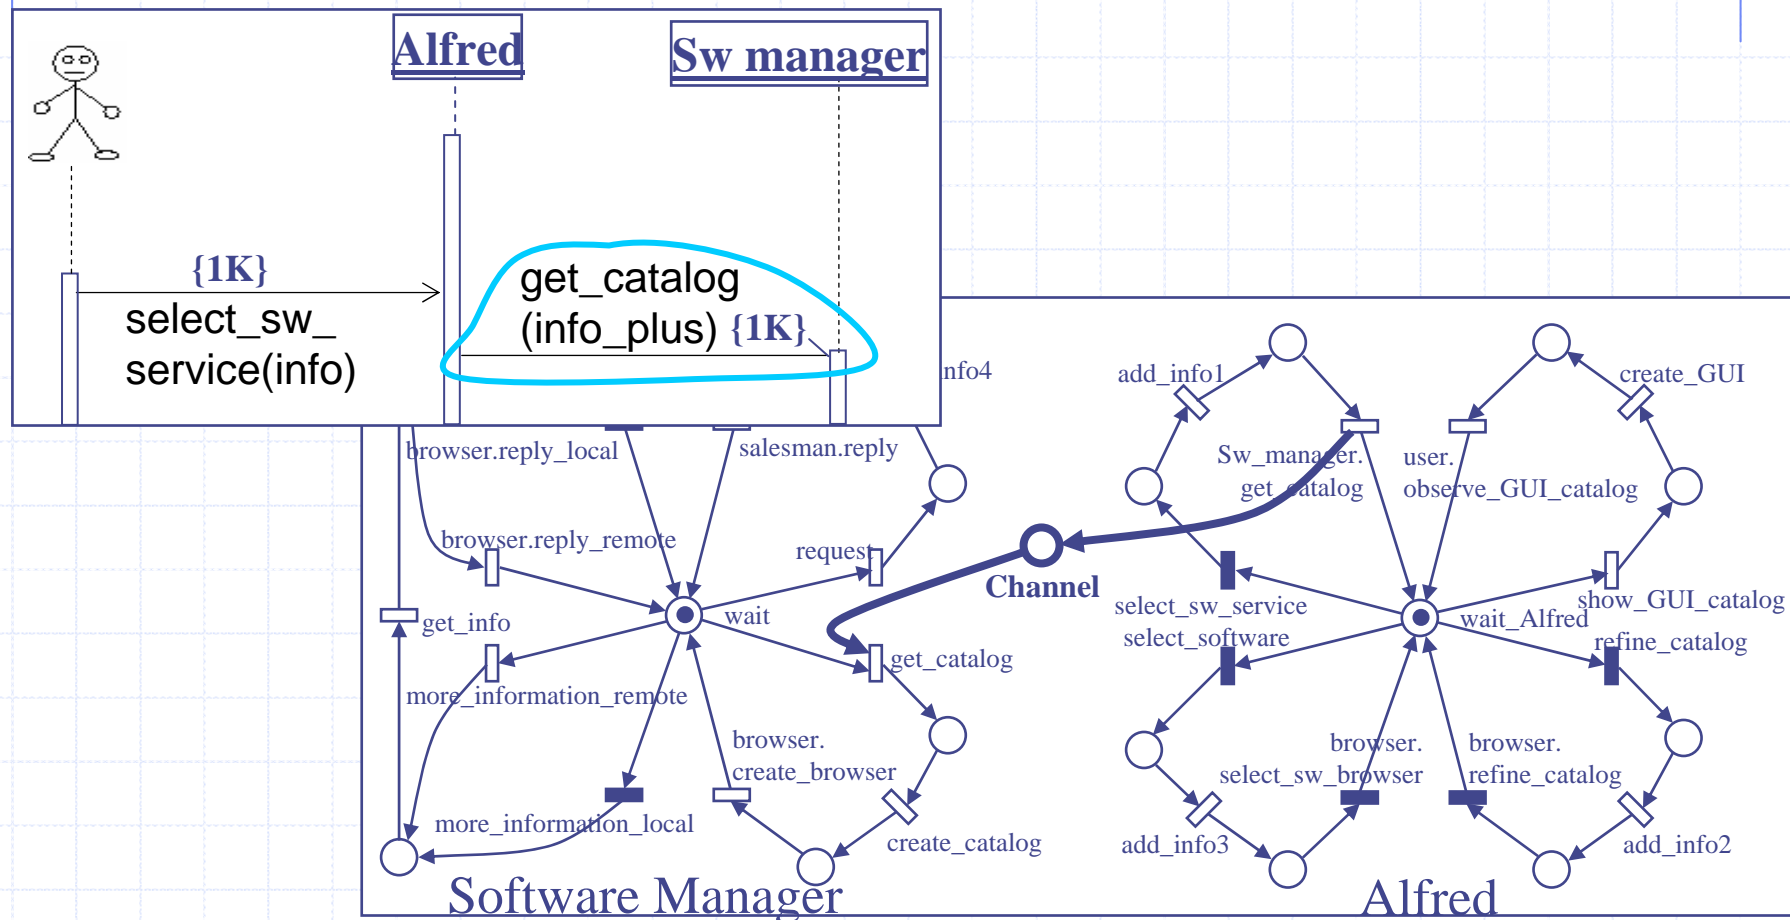 Alfred
Sw manager
{1K}
select_sw_
service(info)
get_catalog
(info_plus) {1K}
nfo4
browser.reply_local
salesman.reply
browser.reply_remote
request
get_info
wait
get_catalog
more_information_remote
browser.
create_browser
more_information_local
create_catalog
Software Manager
Channel
add_info1
create_GUI
Sw_manager.
get_catalog
user.
observe_GUI_catalog
select_sw_service
show_GUI_catalog
select_software
wait_Alfred
refine_catalog
browser.
select_sw_browser
browser.
refine_catalog
add_info3
add_info2
Alfred